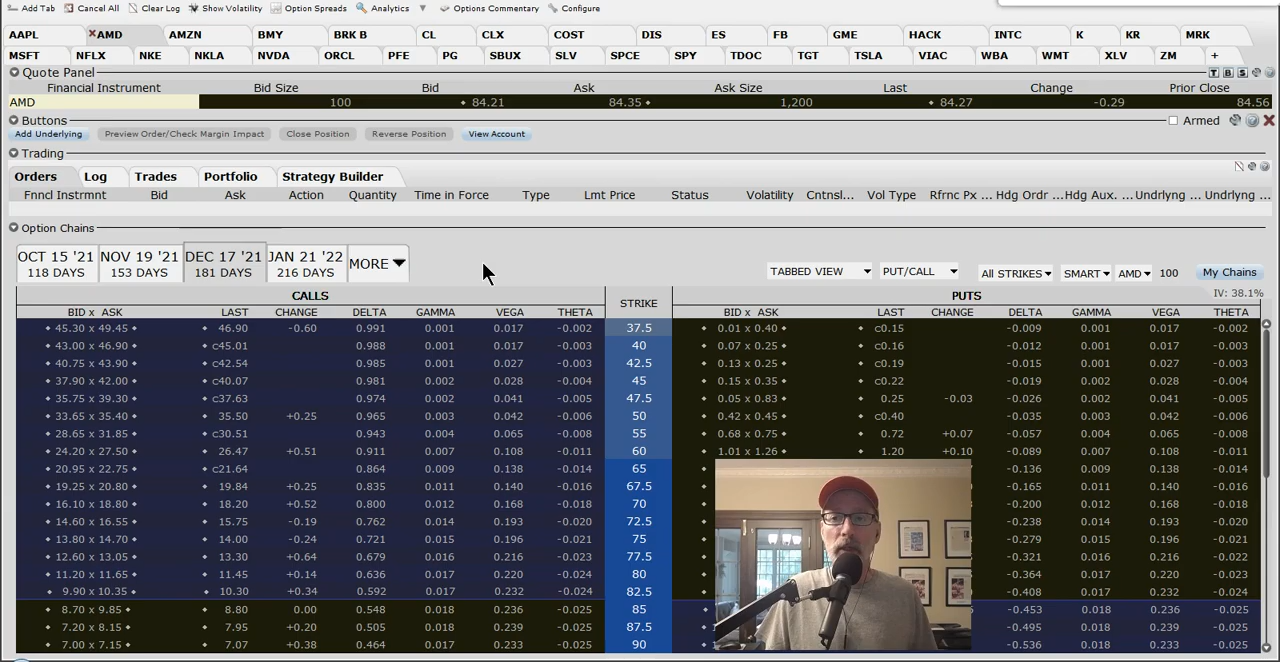 Add Tab Cancel All Clear Log Show Volatility Option Spreads Analytics Options Commentary Configure
AAPL AMD AMZN BMY BRK B CL CLX COST DIS ES FB GME HACK INTC K KR MRK
MSFT NFLX NKE NKLA NVDA ORCL PFE PG SBUX SLV SPCE SPY TDOC TGT TSLA VIAC WBA WMT XLV ZM +
Quote Panel T B S
Financial Instrument Bid Size Bid Ask Ask Size Last Change Prior Close
AMD 100 84.21 84.35 1,200 84.27 -0.29 84.56
Buttons Armed
Add Underlying Preview Order/Check Margin Impact Close Position Reverse Position View Account
Trading
Orders Log Trades Portfolio Strategy Builder
Fnncl Instrmnt Bid Ask Action Quantity Time in Force Type Lmt Price Status Volatility Cntnsl... Vol Type Rfrnc Px ... Hdg Ordr ... Hdg Aux. ... Undrlyng ... Undrlyng ...
Option Chains
OCT 15 '21 NOV 19 '21 DEC 17 '21 JAN 21 '22 MORE
118 DAYS 153 DAYS 181 DAYS 216 DAYS
TABBED VIEW PUT/CALL All STRIKES SMART AMD 100 My Chains
CALLS STRIKE PUTS IV: 38.1%
BID x ASK LAST CHANGE DELTA GAMMA VEGA THETA BID x ASK LAST CHANGE DELTA GAMMA VEGA THETA
45.30 x 49.45 46.90 -0.60 0.991 0.001 0.017 -0.002 37.5 0.01 x 0.40 c0.15 -0.009 0.001 0.017 -0.002
43.00 x 46.90 c45.01 0.988 0.001 0.017 -0.003 40 0.07 x 0.25 c0.16 -0.012 0.001 0.017 -0.003
40.75 x 43.90 c42.54 0.985 0.001 0.027 -0.003 42.5 0.13 x 0.25 c0.19 -0.015 0.001 0.027 -0.003
37.90 x 42.00 c40.07 0.981 0.002 0.028 -0.004 45 0.15 x 0.35 c0.22 -0.019 0.002 0.028 -0.004
35.75 x 39.30 c37.63 0.974 0.002 0.041 -0.005 47.5 0.05 x 0.83 0.25 -0.03 -0.026 0.002 0.041 -0.005
33.65 x 35.40 35.50 +0.25 0.965 0.003 0.042 -0.006 50 0.42 x 0.45 c0.40 -0.035 0.003 0.042 -0.006
28.65 x 31.85 c30.51 0.943 0.004 0.065 -0.008 55 0.68 x 0.75 0.72 +0.07 -0.057 0.004 0.065 -0.008
24.20 x 27.50 26.47 +0.51 0.911 0.007 0.108 -0.011 60 1.01 x 1.26 1.20 +0.10 -0.089 0.007 0.108 -0.011
20.95 x 22.75 c21.64 0.864 0.009 0.138 -0.014 65 -0.136 0.009 0.138 -0.014
19.25 x 20.80 19.84 +0.25 0.835 0.011 0.140 -0.016 67.5 -0.165 0.011 0.140 -0.016
16.10 x 18.80 18.20 +0.52 0.800 0.012 0.168 -0.018 70 -0.200 0.012 0.168 -0.018
14.60 x 16.55 15.75 -0.19 0.762 0.014 0.193 -0.020 72.5 -0.238 0.014 0.193 -0.020
13.80 x 14.70 14.00 -0.24 0.721 0.015 0.196 -0.021 75 -0.279 0.015 0.196 -0.021
12.60 x 13.05 13.30 +0.64 0.679 0.016 0.216 -0.023 77.5 -0.321 0.016 0.216 -0.023
11.20 x 11.65 11.45 +0.14 0.636 0.017 0.220 -0.024 80 -0.364 0.017 0.220 -0.024
9.90 x 10.35 10.30 +0.34 0.592 0.017 0.232 -0.024 82.5 -0.408 0.017 0.232 -0.024
8.70 x 9.85 8.80 0.00 0.548 0.018 0.236 -0.025 85 -0.453 0.018 0.236 -0.025
7.20 x 8.15 7.95 +0.20 0.505 0.018 0.236 -0.025 87.5 -0.495 0.018 0.236 -0.025
7.00 x 7.15 7.07 +0.38 0.464 0.017 0.233 -0.025 90 -0.536 0.018 0.236 -0.025